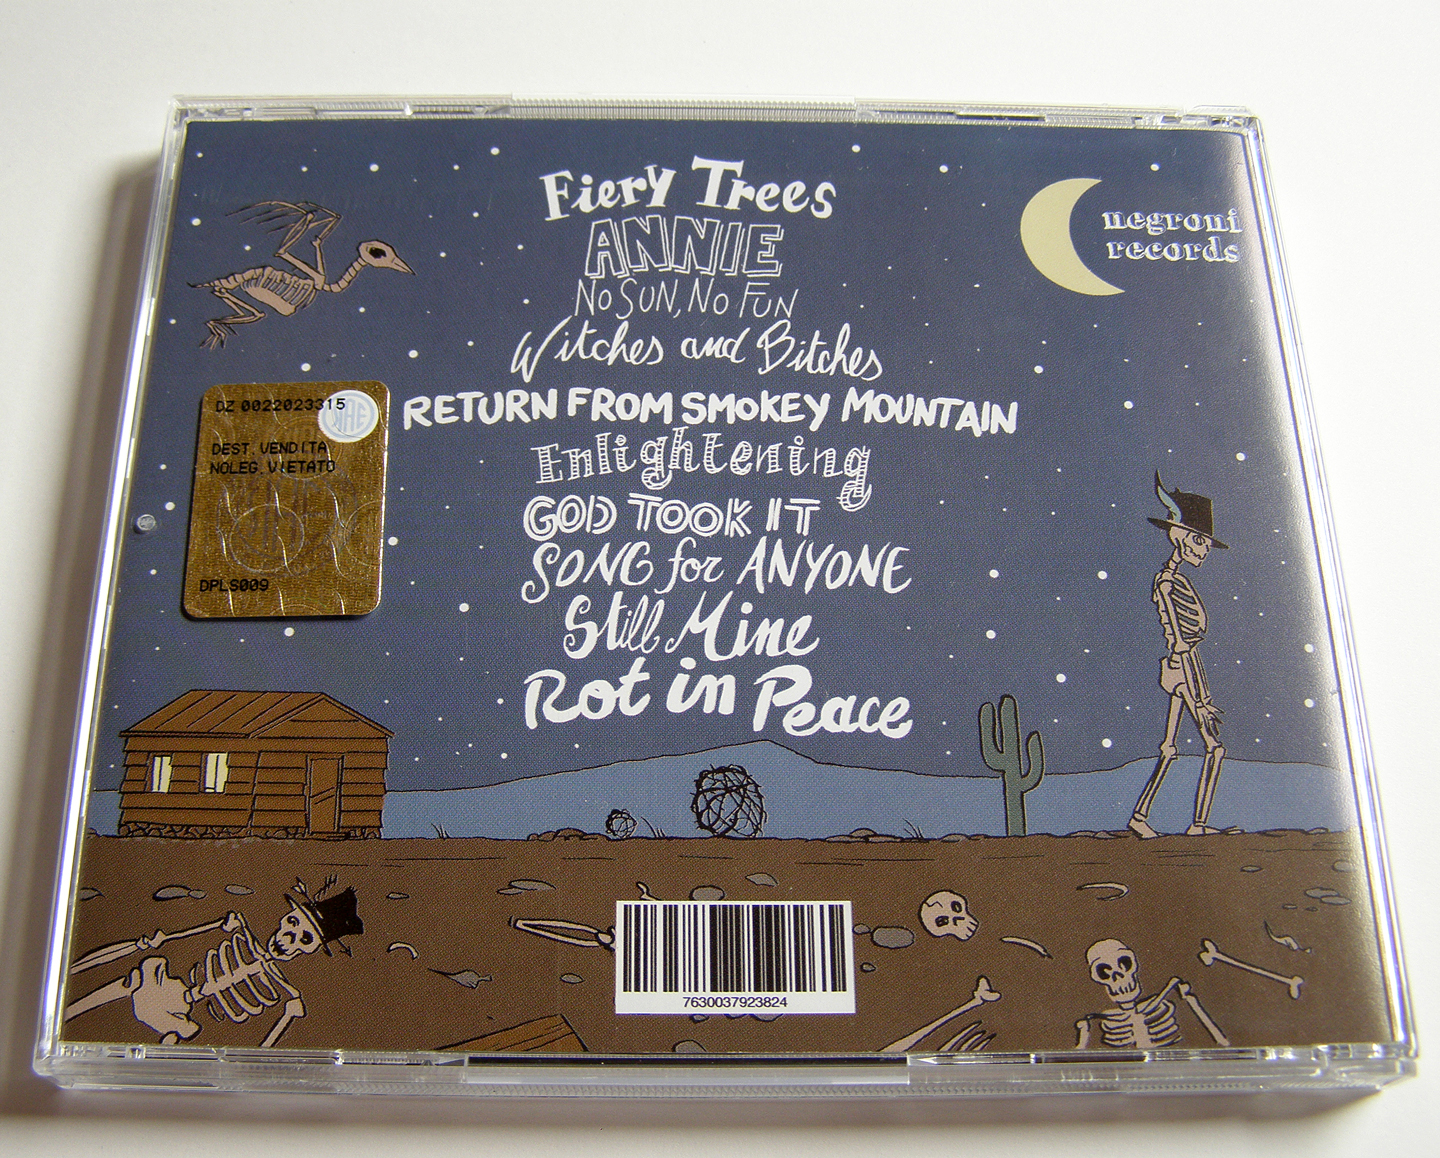 Fiery Trees
ANNIE
No SUN, No FUN
Witches and Bitches
RETURN FROM SMOKEY MOUNTAIN
Enlightening
GOD TOOK IT
SONG for ANYONE
Still Mine
Rot in Peace
negroni
records
DZ 0022023315
DEST.VENDITA
NOLEG.VIETATO
DPLS009
7630037923824